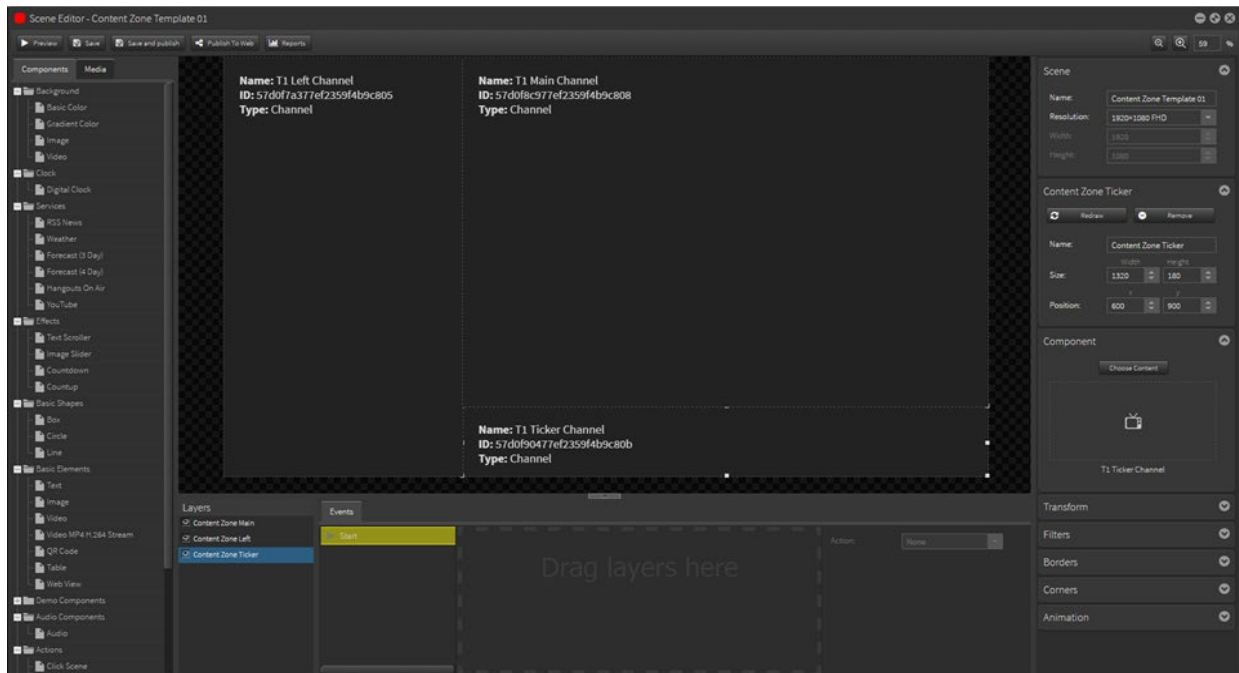 Scene Editor - Content Zone Template 01
Preview Save Save and publish Publish To Web Reports 59 %
Components Media
Background
Basic Color
Gradient Color
Image
Video
Clock
Digital Clock
Services
RSS News
Weather
Forecast (3 Day)
Forecast (4 Day)
Hangouts On Air
YouTube
Effects
Text Scroller
Image Slider
Countdown
Countup
Basic Shapes
Box
Circle
Line
Basic Elements
Text
Image
Video
Video MP4 H.264 Stream
QR Code
Table
Web View
Demo Components
Audio Components
Audio
Actions
Click Scene
Name: T1 Left Channel
ID: 57d0f7a377ef2359f4b9c805
Type: Channel
Name: T1 Main Channel
ID: 57d0f8c977ef2359f4b9c808
Type: Channel
Name: T1 Ticker Channel
ID: 57d0f90477ef2359f4b9c80b
Type: Channel
Layers
Content Zone Main
Content Zone Left
Content Zone Ticker
Events
Start
Drag layers here
Action: None
Scene
Name: Content Zone Template 01
Resolution: 1920×1080 FHD
Width: 1920
Height: 1080
Content Zone Ticker
Redraw Remove
Name: Content Zone Ticker
Width Height
Size: 1320 180
x y
Position: 600 900
Component
Choose Content
T1 Ticker Channel
Transform
Filters
Borders
Corners
Animation